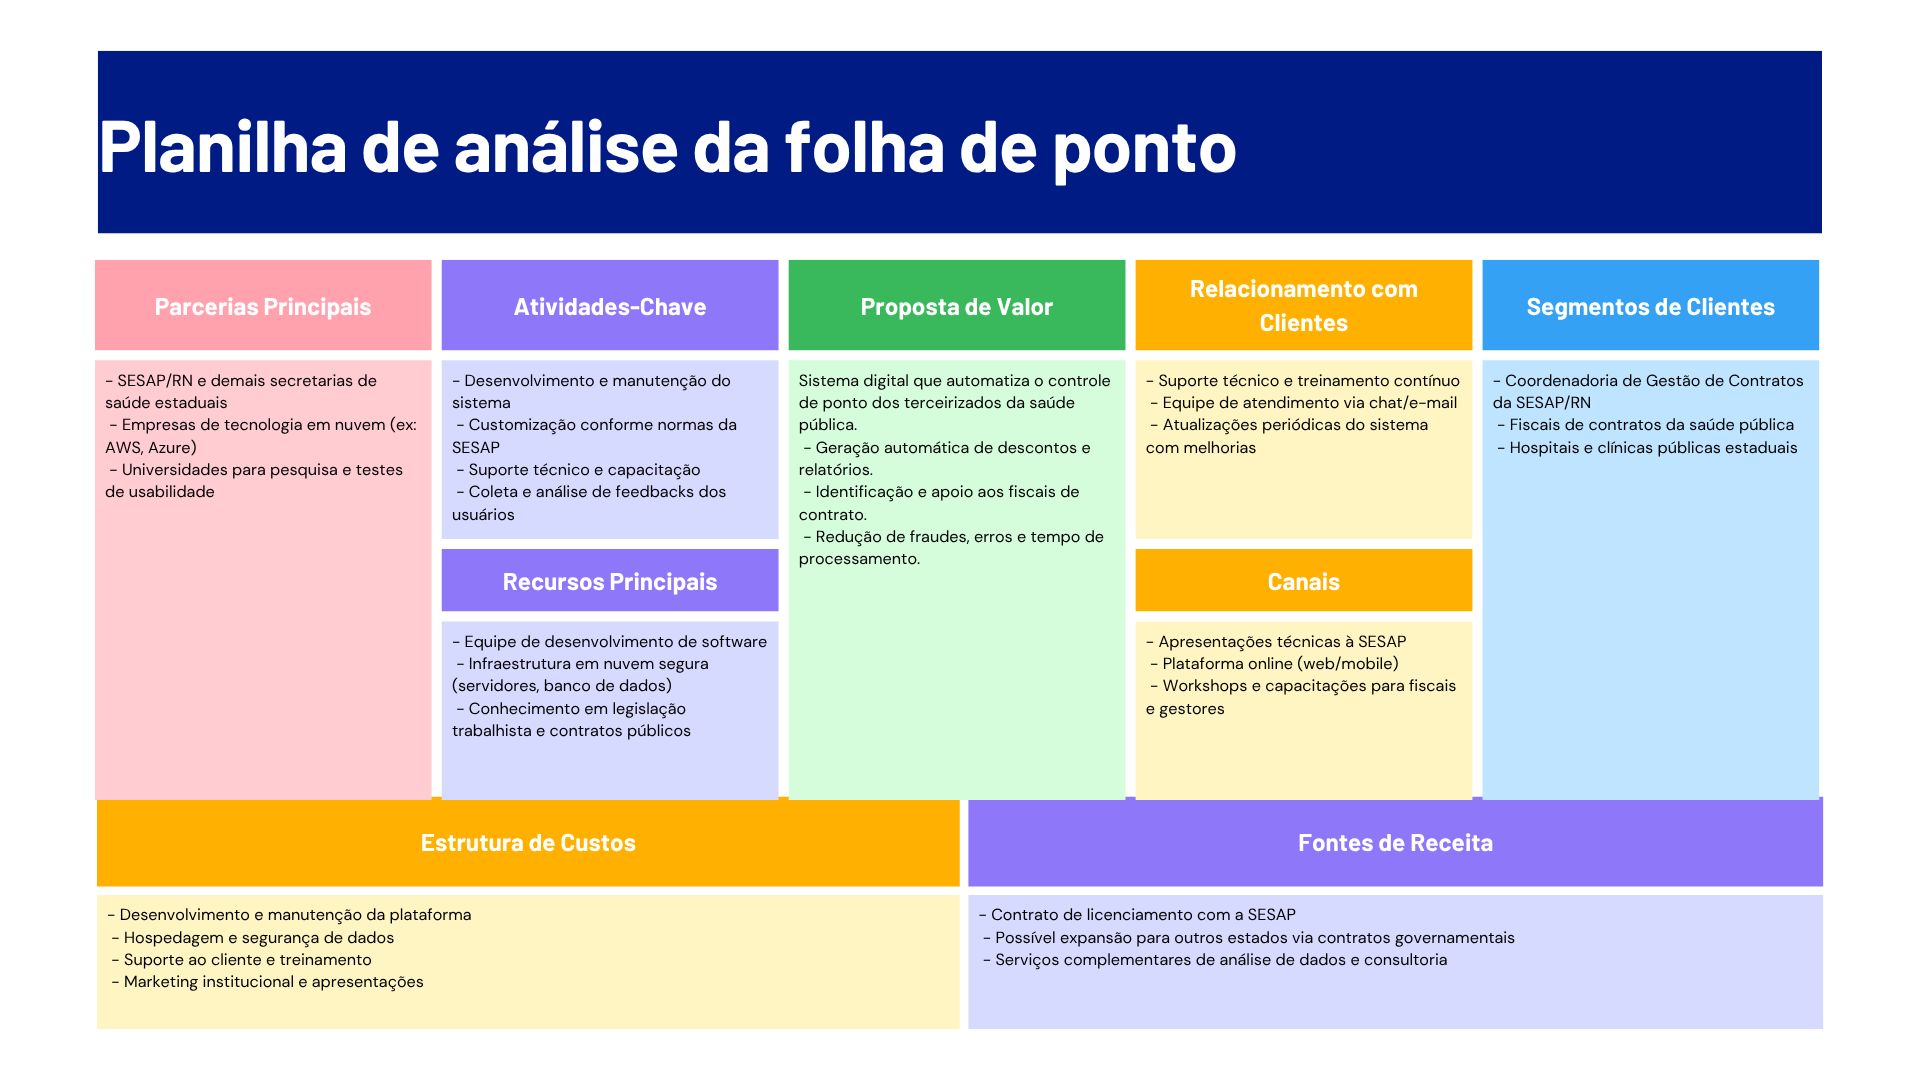 Planilha de análise da folha de ponto
Parcerias Principais
- SESAP/RN e demais secretarias de
saúde estaduais
- Empresas de tecnologia em nuvem (ex:
AWS, Azure)
- Universidades para pesquisa e testes
de usabilidade
Atividades-Chave
- Desenvolvimento e manutenção do
sistema
- Customização conforme normas da
SESAP
- Suporte técnico e capacitação
- Coleta e análise de feedbacks dos
usuários
Recursos Principais
- Equipe de desenvolvimento de software
- Infraestrutura em nuvem segura
(servidores, banco de dados)
- Conhecimento em legislação
trabalhista e contratos públicos
Proposta de Valor
Sistema digital que automatiza o controle
de ponto dos terceirizados da saúde
pública.
- Geração automática de descontos e
relatórios.
- Identificação e apoio aos fiscais de
contrato.
- Redução de fraudes, erros e tempo de
processamento.
Relacionamento com
Clientes
- Suporte técnico e treinamento contínuo
- Equipe de atendimento via chat/e-mail
- Atualizações periódicas do sistema
com melhorias
Canais
- Apresentações técnicas à SESAP
- Plataforma online (web/mobile)
- Workshops e capacitações para fiscais
e gestores
Segmentos de Clientes
- Coordenadoria de Gestão de Contratos
da SESAP/RN
- Fiscais de contratos da saúde pública
- Hospitais e clínicas públicas estaduais
Estrutura de Custos
- Desenvolvimento e manutenção da plataforma
- Hospedagem e segurança de dados
- Suporte ao cliente e treinamento
- Marketing institucional e apresentações
Fontes de Receita
- Contrato de licenciamento com a SESAP
- Possível expansão para outros estados via contratos governamentais
- Serviços complementares de análise de dados e consultoria